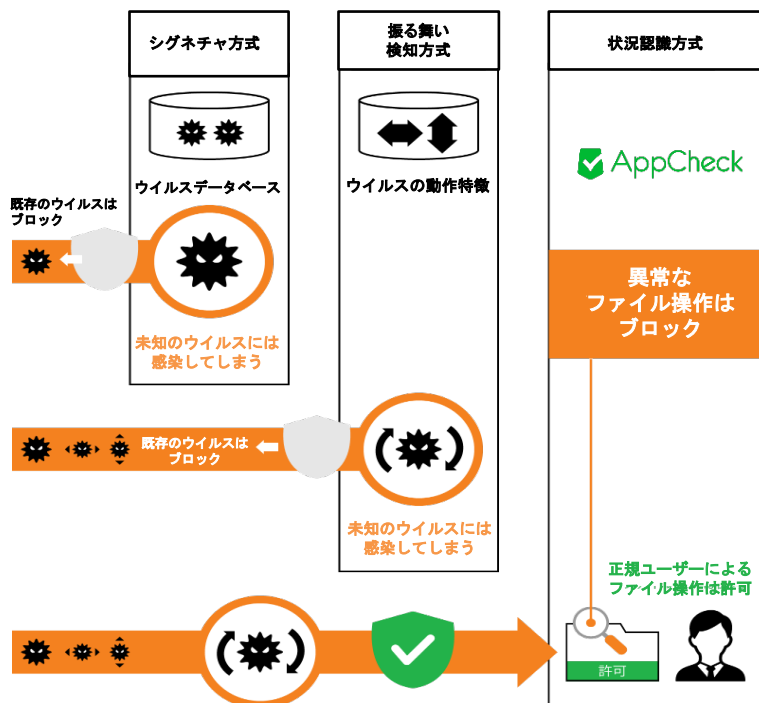 シグネチャ方式
振る舞い
検知方式
状況認識方式
ウイルスデータベース
ウイルスの動作特徴
AppCheck
既存のウイルスは
ブロック
未知のウイルスには
感染してしまう
異常な
ファイル操作は
ブロック
既存のウイルスは
ブロック
未知のウイルスには
感染してしまう
正規ユーザーによる
ファイル操作は許可
許可